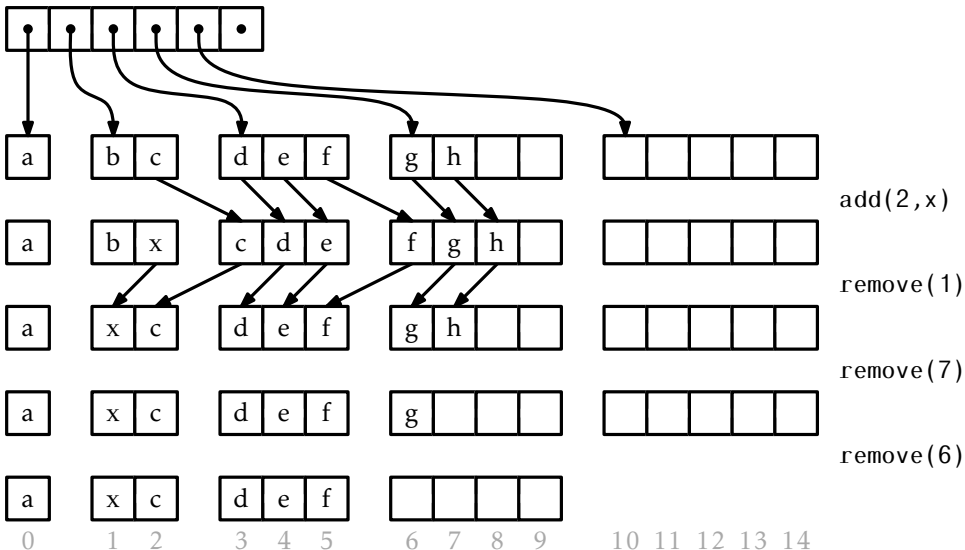 a b c d e f g h
add(2,x)
a b x c d e f g h
remove(1)
a x c d e f g h
remove(7)
a x c d e f g
remove(6)
a x c d e f
0 1 2 3 4 5 6 7 8 9 10 11 12 13 14